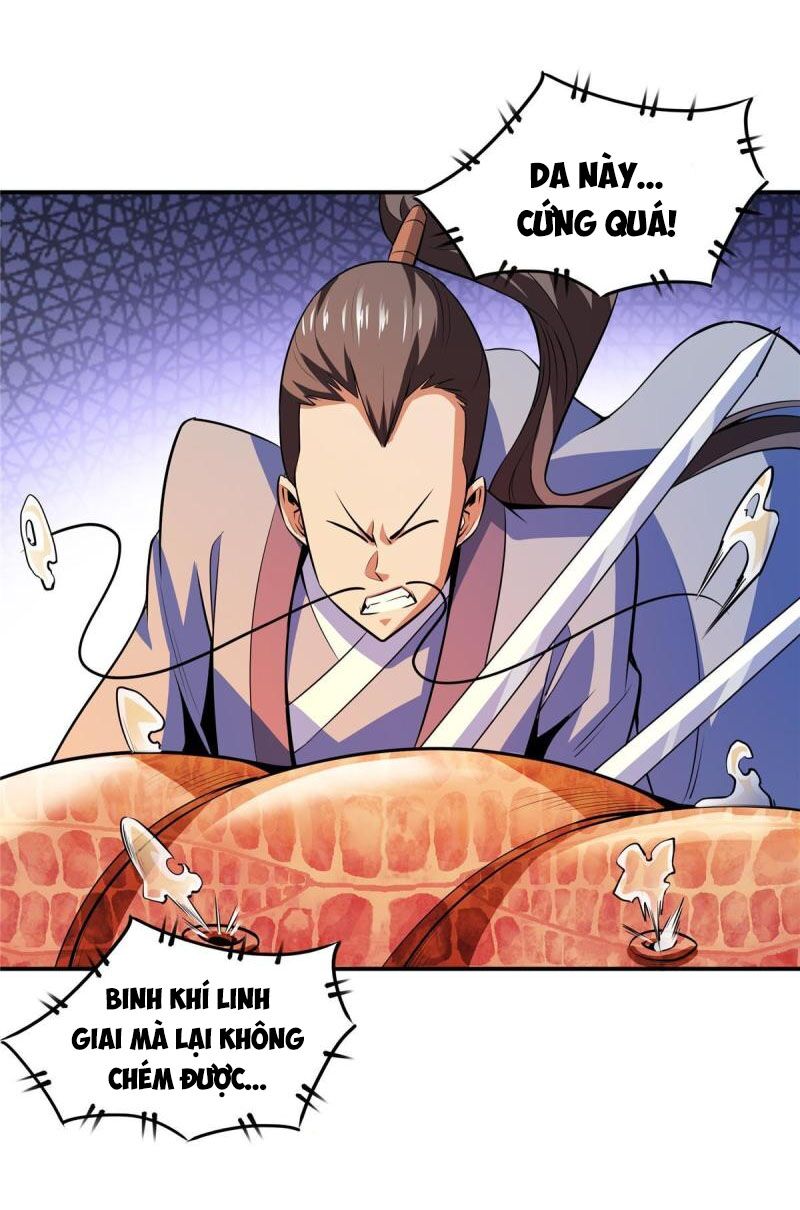 DA NÀY...
CỨNG QUÁ!
BINH KHÍ LINH
GIAI MÀ LẠI KHÔNG
CHÉM ĐƯỢC...